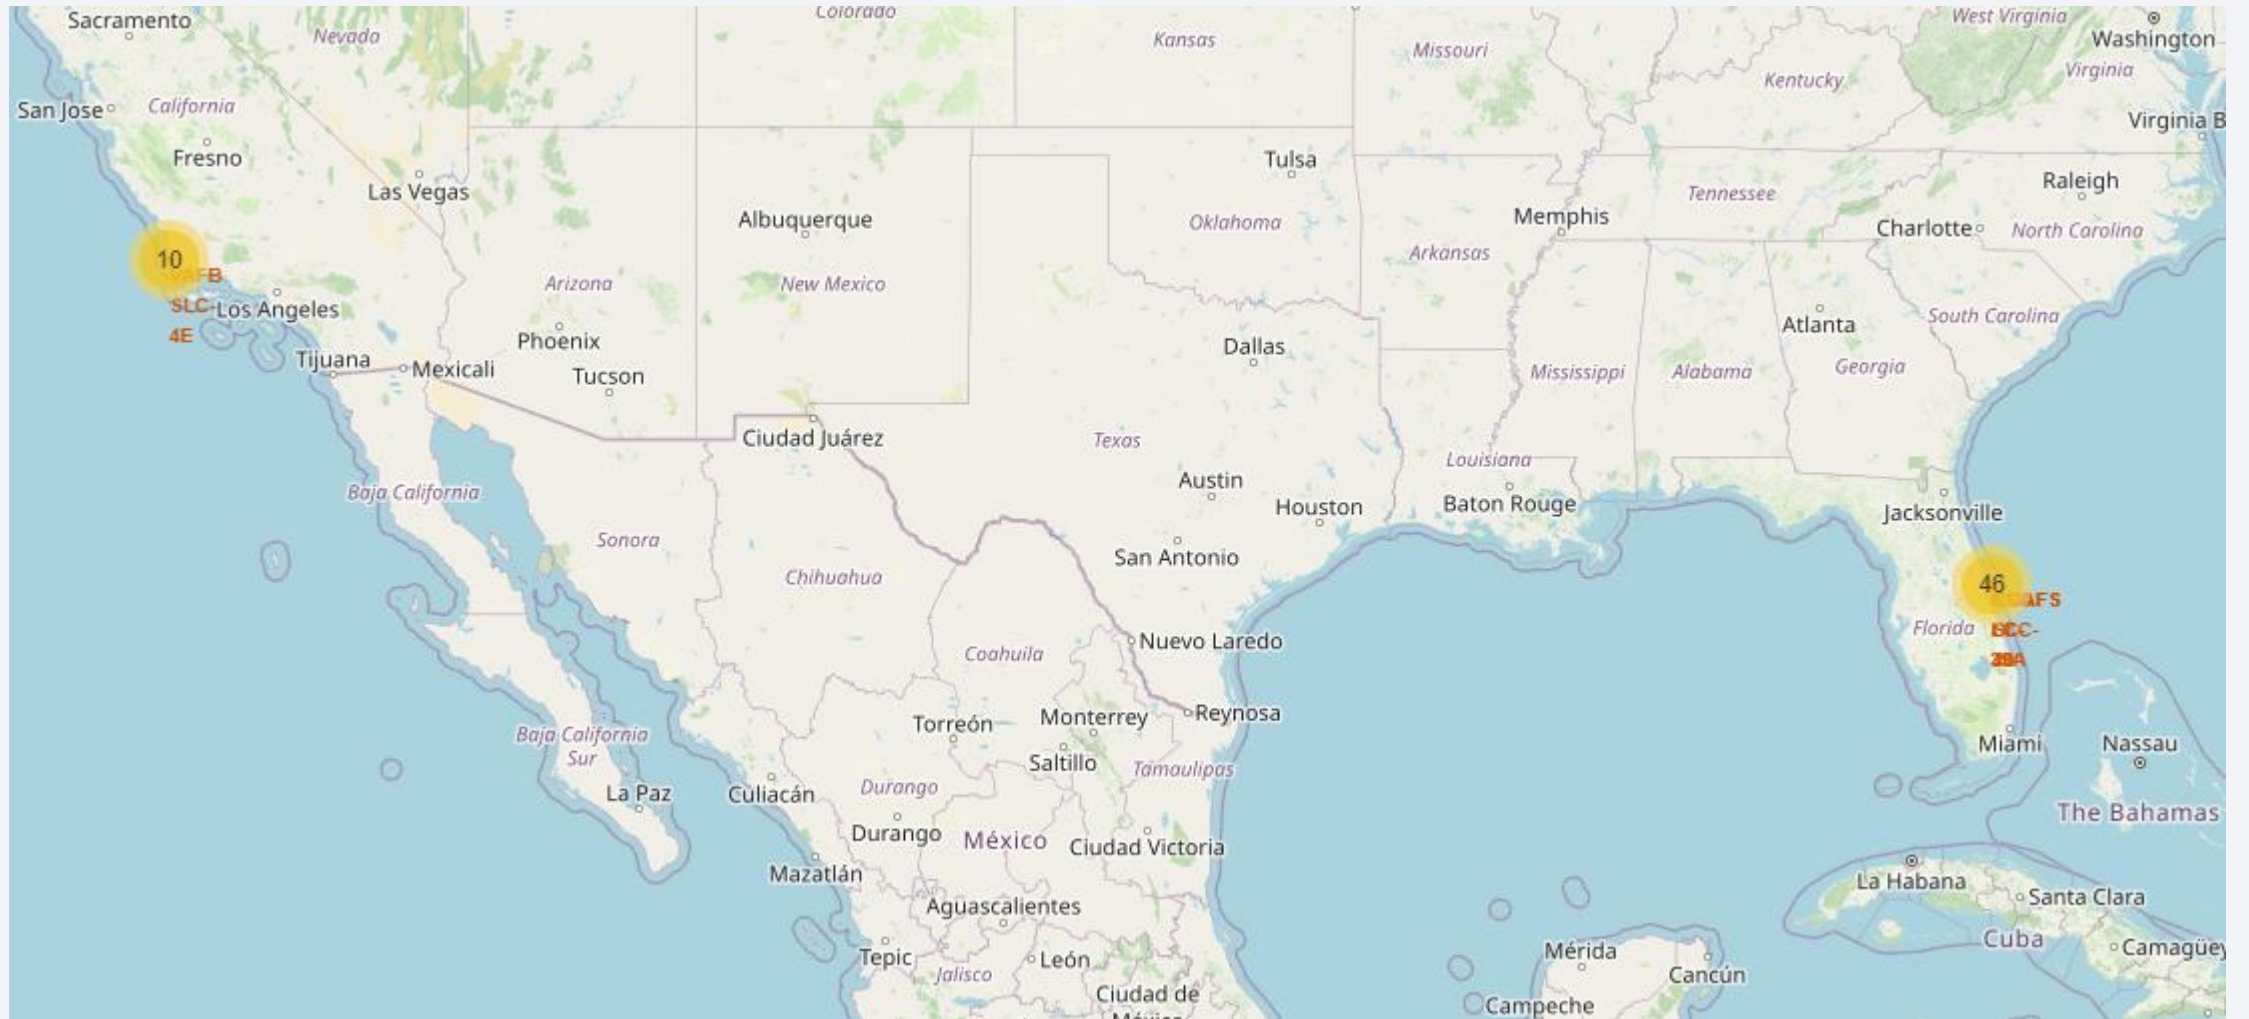 Sacramento
Nevada
Colorado
Kansas
Missouri
West Virginia
Washington
Virginia
Kentucky
San Jose
California
Virginia B
Fresno
Las Vegas
Tulsa
Tennessee
Raleigh
Albuquerque
Oklahoma
Memphis
Charlotte
North Carolina
10
AFB
SLC-
4E
Los Angeles
Arizona
New Mexico
Arkansas
South Carolina
Phoenix
Dallas
Atlanta
Tijuana
Mexicali
Tucson
Mississippi
Alabama
Georgia
Ciudad Juárez
Texas
Louisiana
Baja California
Austin
Houston
Baton Rouge
Jacksonville
Sonora
San Antonio
Chihuahua
46
AFS
Florida
Nuevo Laredo
Coahuila
Torreón
Monterrey
Reynosa
Baja California
Sur
Saltillo
Tamaulipas
Miami
Nassau
La Paz
Culiacán
Durango
The Bahamas
Durango
México
Ciudad Victoria
Mazatlán
La Habana
Santa Clara
Aguascalientes
Cuba
Camagüey
Tepic
Jalisco
León
Mérida
Cancún
Ciudad de
México
Campeche